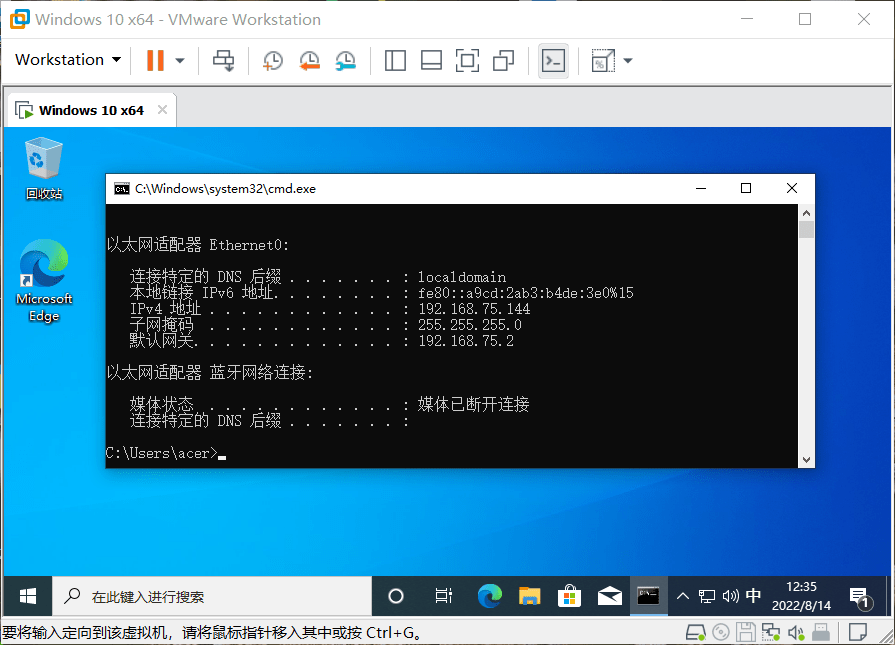 Windows 10 x64 - VMware Workstation
Workstation
Windows 10 x64
回收站
Microsoft
Edge
C:\Windows\system32\cmd.exe
以太网适配器 Ethernet0:
连接特定的 DNS 后缀 . . . . . . . : localdomain
本地链接 IPv6 地址. . . . . . . . : fe80::a9cd:2ab3:b4de:3e0%15
IPv4 地址 . . . . . . . . . . . . : 192.168.75.144
子网掩码 . . . . . . . . . . . . : 255.255.255.0
默认网关. . . . . . . . . . . . . : 192.168.75.2
以太网适配器 蓝牙网络连接:
媒体状态 . . . . . . . . . . . . : 媒体已断开连接
连接特定的 DNS 后缀 . . . . . . . :
C:\Users\acer>
在此键入进行搜索
中
12:35
2022/8/14
1
要将输入定向到该虚拟机，请将鼠标指针移入其中或按 Ctrl+G。